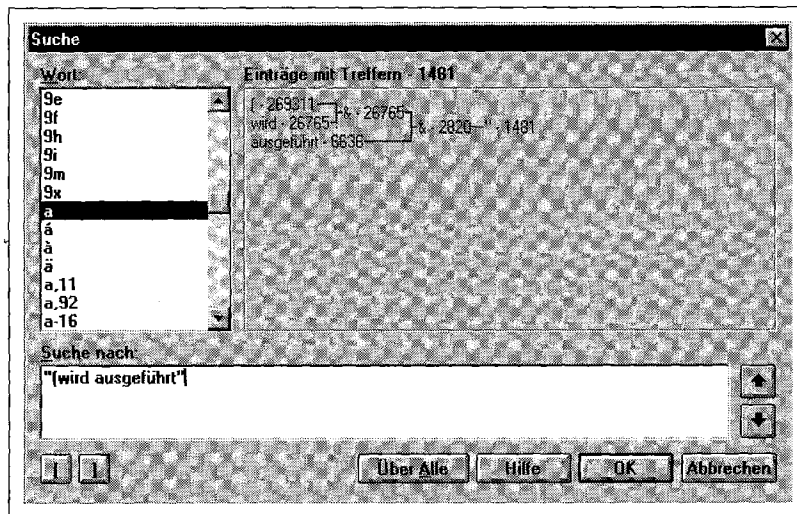 Suche
Wort:
9e
9f
9h
9i
9m
9x
a
á
à
ä
a,11
a,92
a-16
Einträge mit Treffern - 1481
[ - 269311
wird - 26765
& - 26765
ausgeführt - 6636
& - 2820
" - 1481
Suche nach:
"[wird ausgeführt"
[ ]
Über Alle
Hilfe
OK
Abbrechen